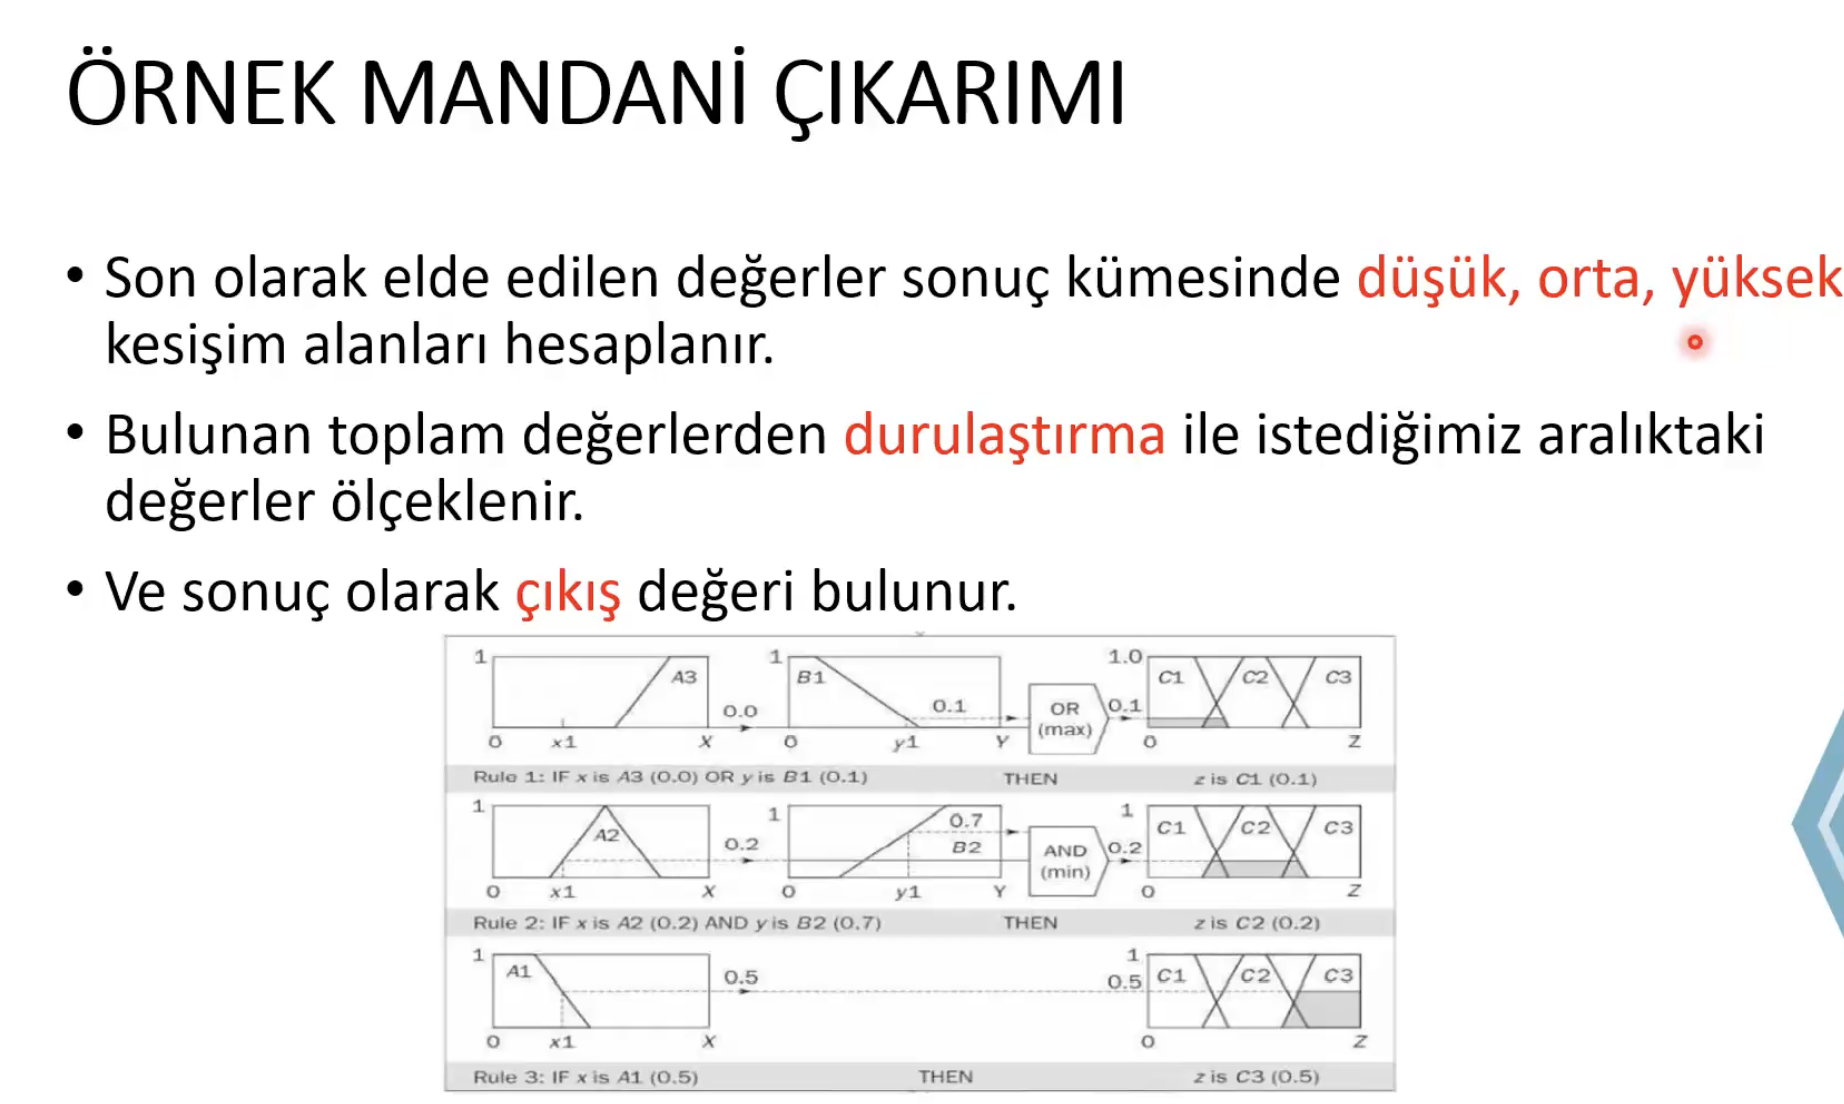 ÖRNEK MANDANİ ÇIKARIMI
• Son olarak elde edilen değerler sonuç kümesinde düşük, orta, yüksek
kesişim alanları hesaplanır.
• Bulunan toplam değerlerden durulaştırma ile istediğimiz aralıktaki
değerler ölçeklenir.
• Ve sonuç olarak çıkış değeri bulunur.
1 A3 0.0 1 B1 0.1 OR (max) 1.0 0.1 C1 C2 C3
0 x1 X 0 y1 Y 0 Z
Rule 1: IF x is A3 (0.0) OR y is B1 (0.1) THEN z is C1 (0.1)
1 A2 0.2 1 0.7 B2 AND (min) 1 0.2 C1 C2 C3
0 x1 X 0 y1 Y 0 Z
Rule 2: IF x is A2 (0.2) AND y is B2 (0.7) THEN z is C2 (0.2)
1 A1 0.5 1 0.5 C1 C2 C3
0 x1 X 0 Z
Rule 3: IF x is A1 (0.5) THEN z is C3 (0.5)